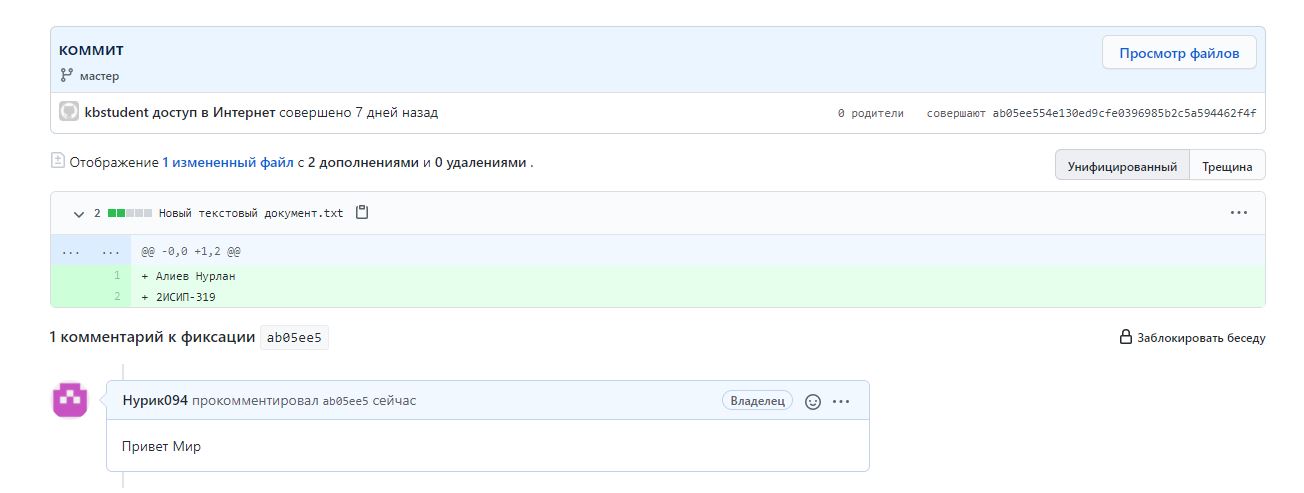 коммит
Просмотр файлов
мастер
kbstudent доступ в Интернет совершено 7 дней назад
0 родители совершают ab05ee554e130ed9cfe0396985b2c5a594462f4f
Отображение 1 измененный файл с 2 дополнениями и 0 удалениями .
Унифицированный Трещина
2 Новый текстовый документ.txt
... ... @@ -0,0 +1,2 @@
1 + Алиев Нурлан
2 + 2ИСИП-319
1 комментарий к фиксации ab05ee5
Заблокировать беседу
Нурик094 прокомментировал ab05ee5 сейчас
Владелец
Привет Мир